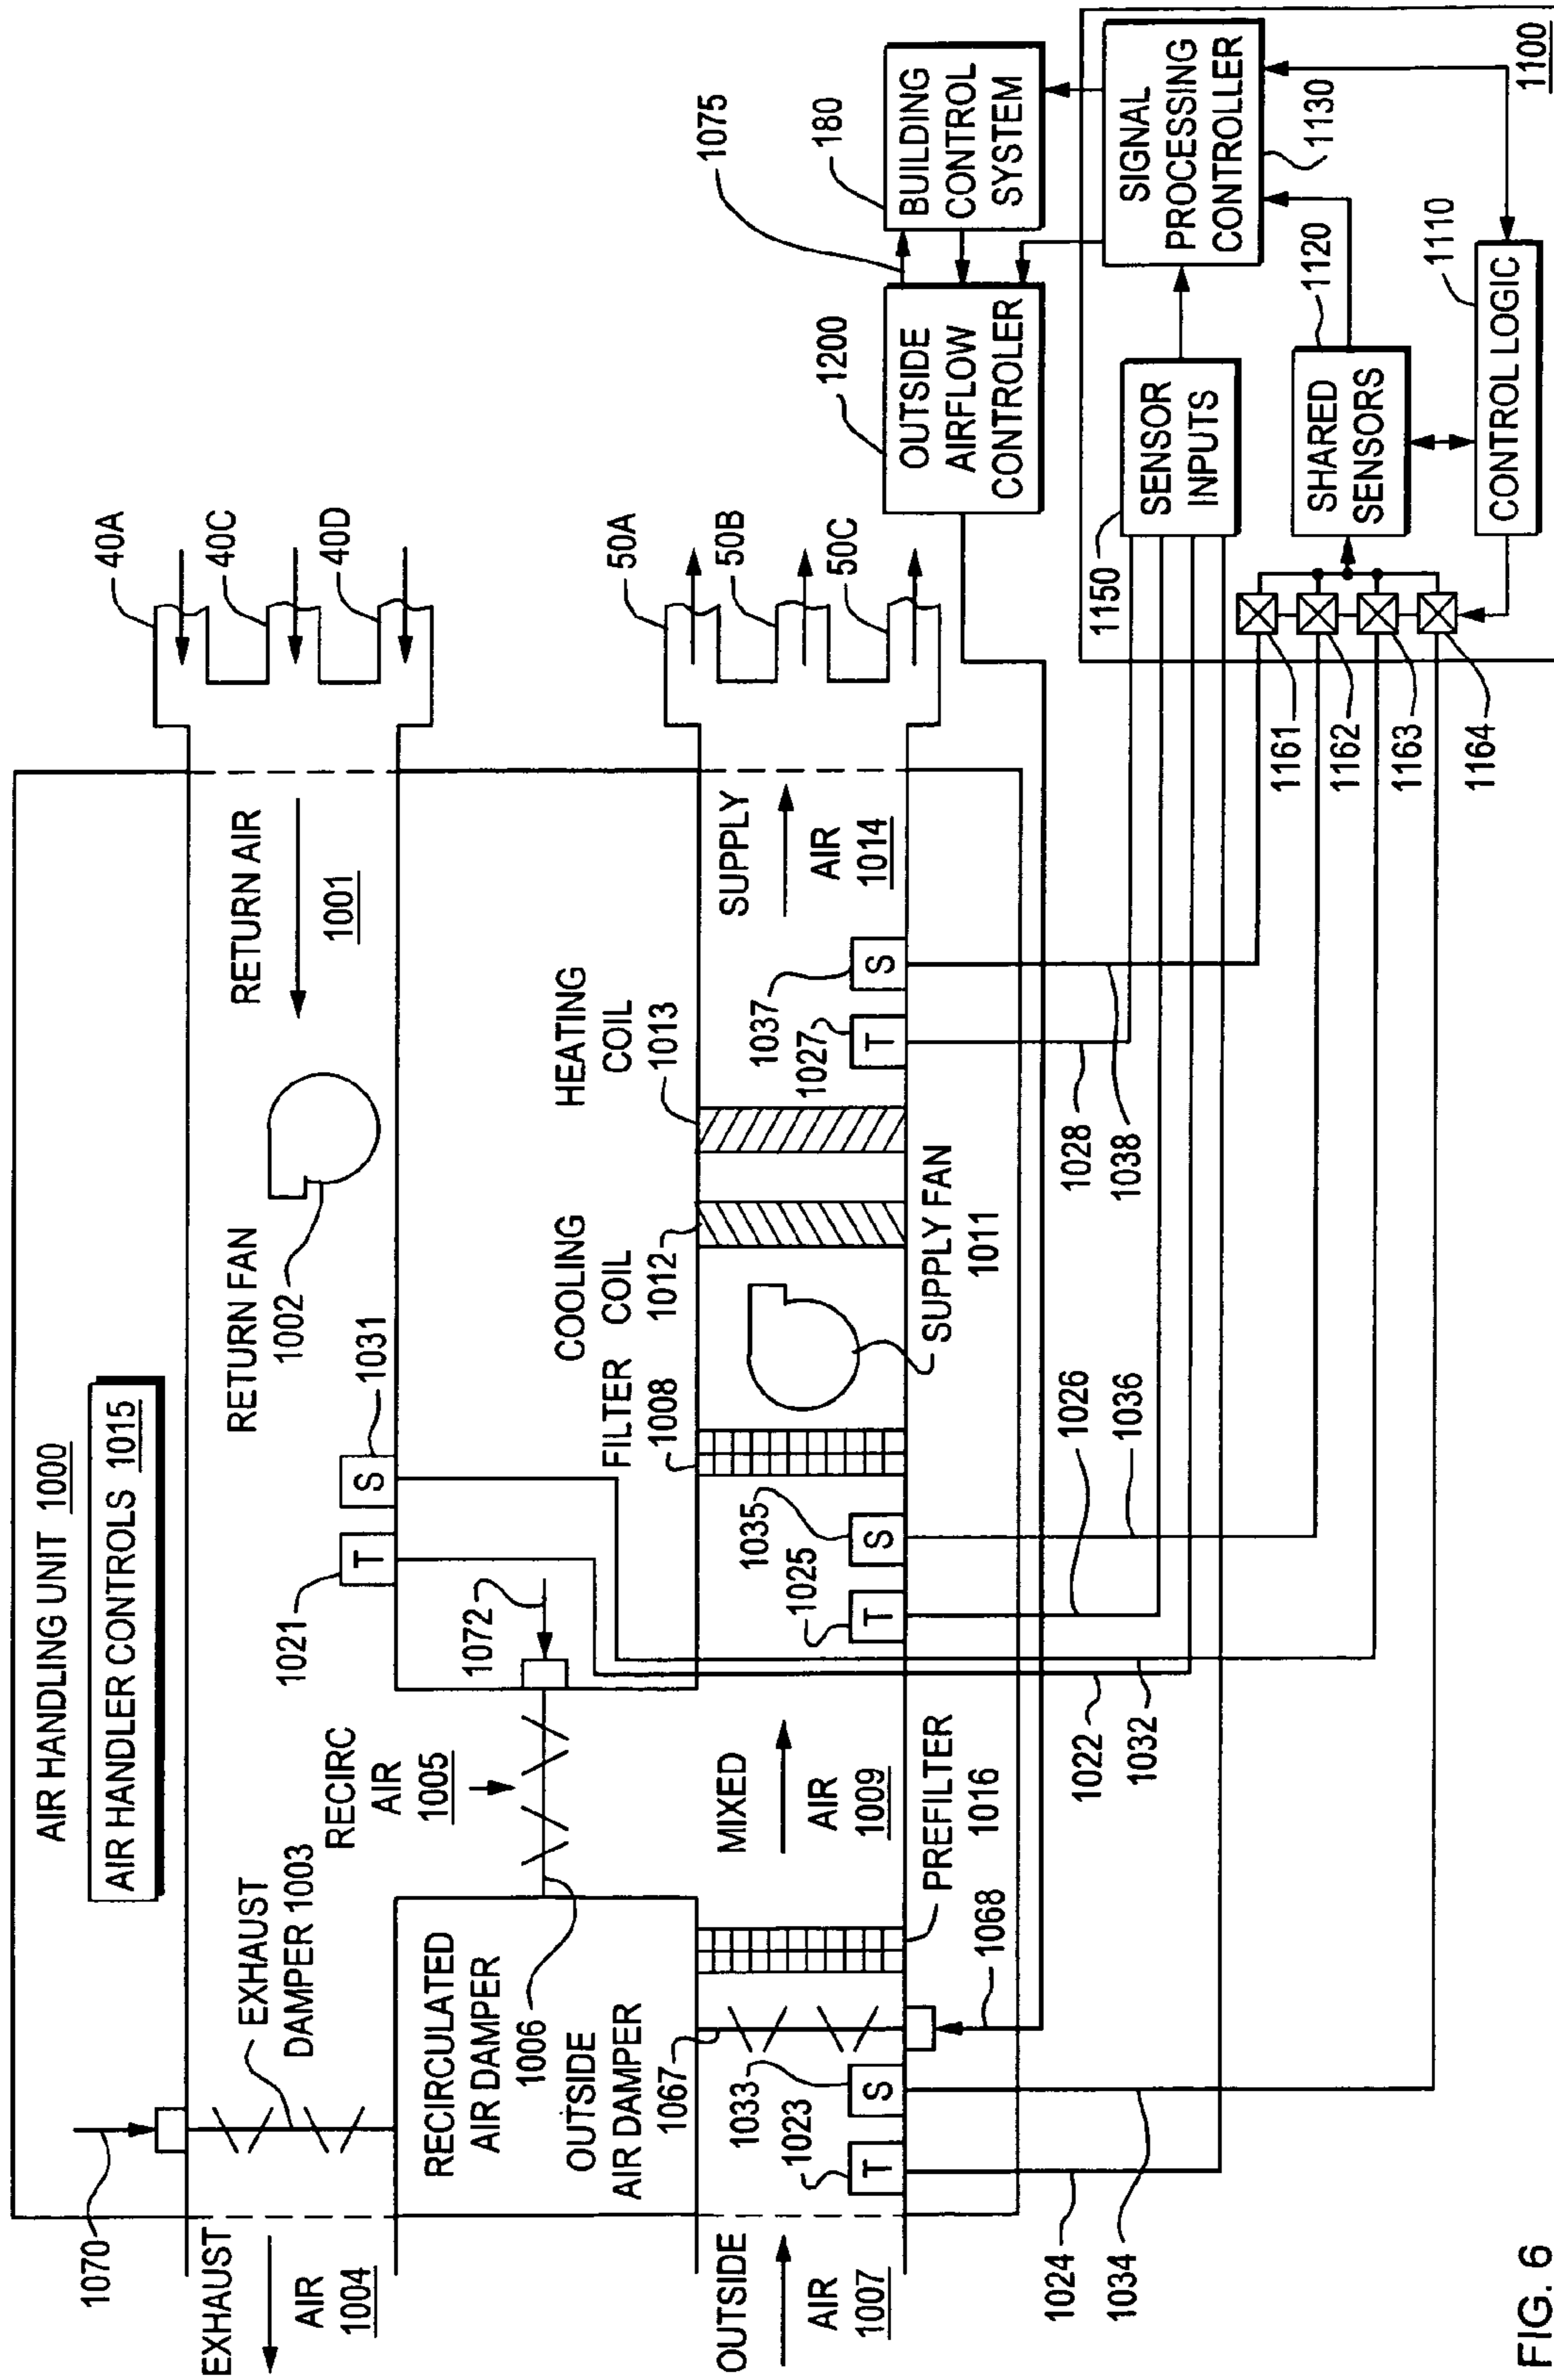 AIR HANDLING UNIT 1000
AIR HANDLER CONTROLS 1015
1070
EXHAUST
AIR
1004
EXHAUST
DAMPER 1003
RECIRC
AIR
1005
1021
T
S
1031
RETURN FAN
1002
RETURN AIR
1001
40A
40C
40D
RECIRCULATED
AIR DAMPER
1006
1072
OUTSIDE
AIR DAMPER
1067
FILTER
1008
COOLING
COIL
1012
HEATING
COIL
1013
OUTSIDE
AIR
1007
1033
1023
T
S
MIXED
AIR
1009
1035
1025
T
S
1037
1027
T
S
SUPPLY
AIR
1014
50A
50B
50C
1068
PREFILTER
1016
SUPPLY FAN
1011
1024
1034
1022
1032
1026
1036
1028
1038
1200
OUTSIDE
AIRFLOW
CONTROLER
1075
180
BUILDING
CONTROL
SYSTEM
1150
SENSOR
INPUTS
SIGNAL
PROCESSING
CONTROLLER
1130
1161
1162
1163
1164
SHARED
SENSORS
1120
CONTROL LOGIC
1110
1100
FIG. 6